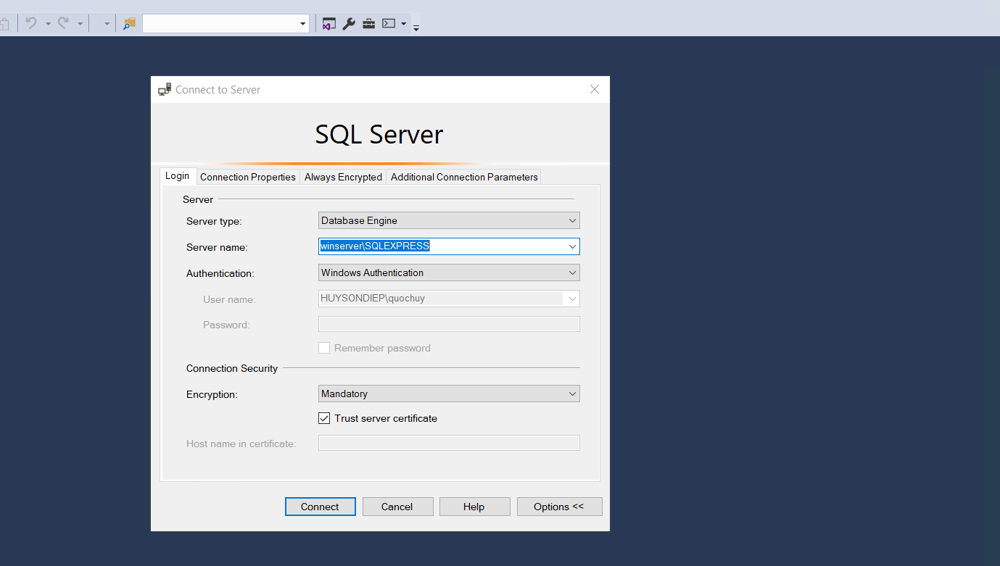 Connect to Server
SQL Server
Login
Connection Properties
Always Encrypted
Additional Connection Parameters
Server
Server type:
Database Engine
Server name:
winserver\SQLEXPRESS
Authentication:
Windows Authentication
User name:
HUYSONDIEP\quochuy
Password:
Remember password
Connection Security
Encryption:
Mandatory
Trust server certificate
Host name in certificate:
Connect
Cancel
Help
Options <<